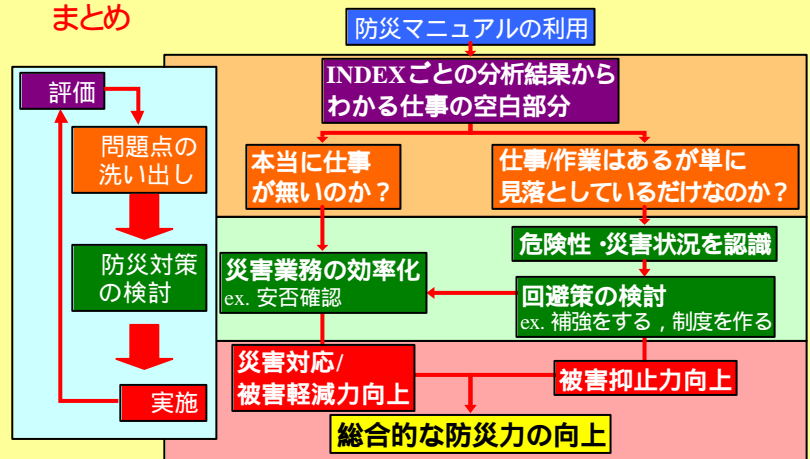 まとめ
防災マニュアルの利用
評価
問題点の
洗い出し
防災対策
の検討
実施
INDEXごとの分析結果から
わかる仕事の空白部分
本当に仕事
が無いのか？
仕事/作業はあるが単に
見落としているだけなのか？
危険性・災害状況を認識
災害業務の効率化
ex. 安否確認
回避策の検討
ex. 補強をする，制度を作る
災害対応/
被害軽減力向上
被害抑止力向上
総合的な防災力の向上